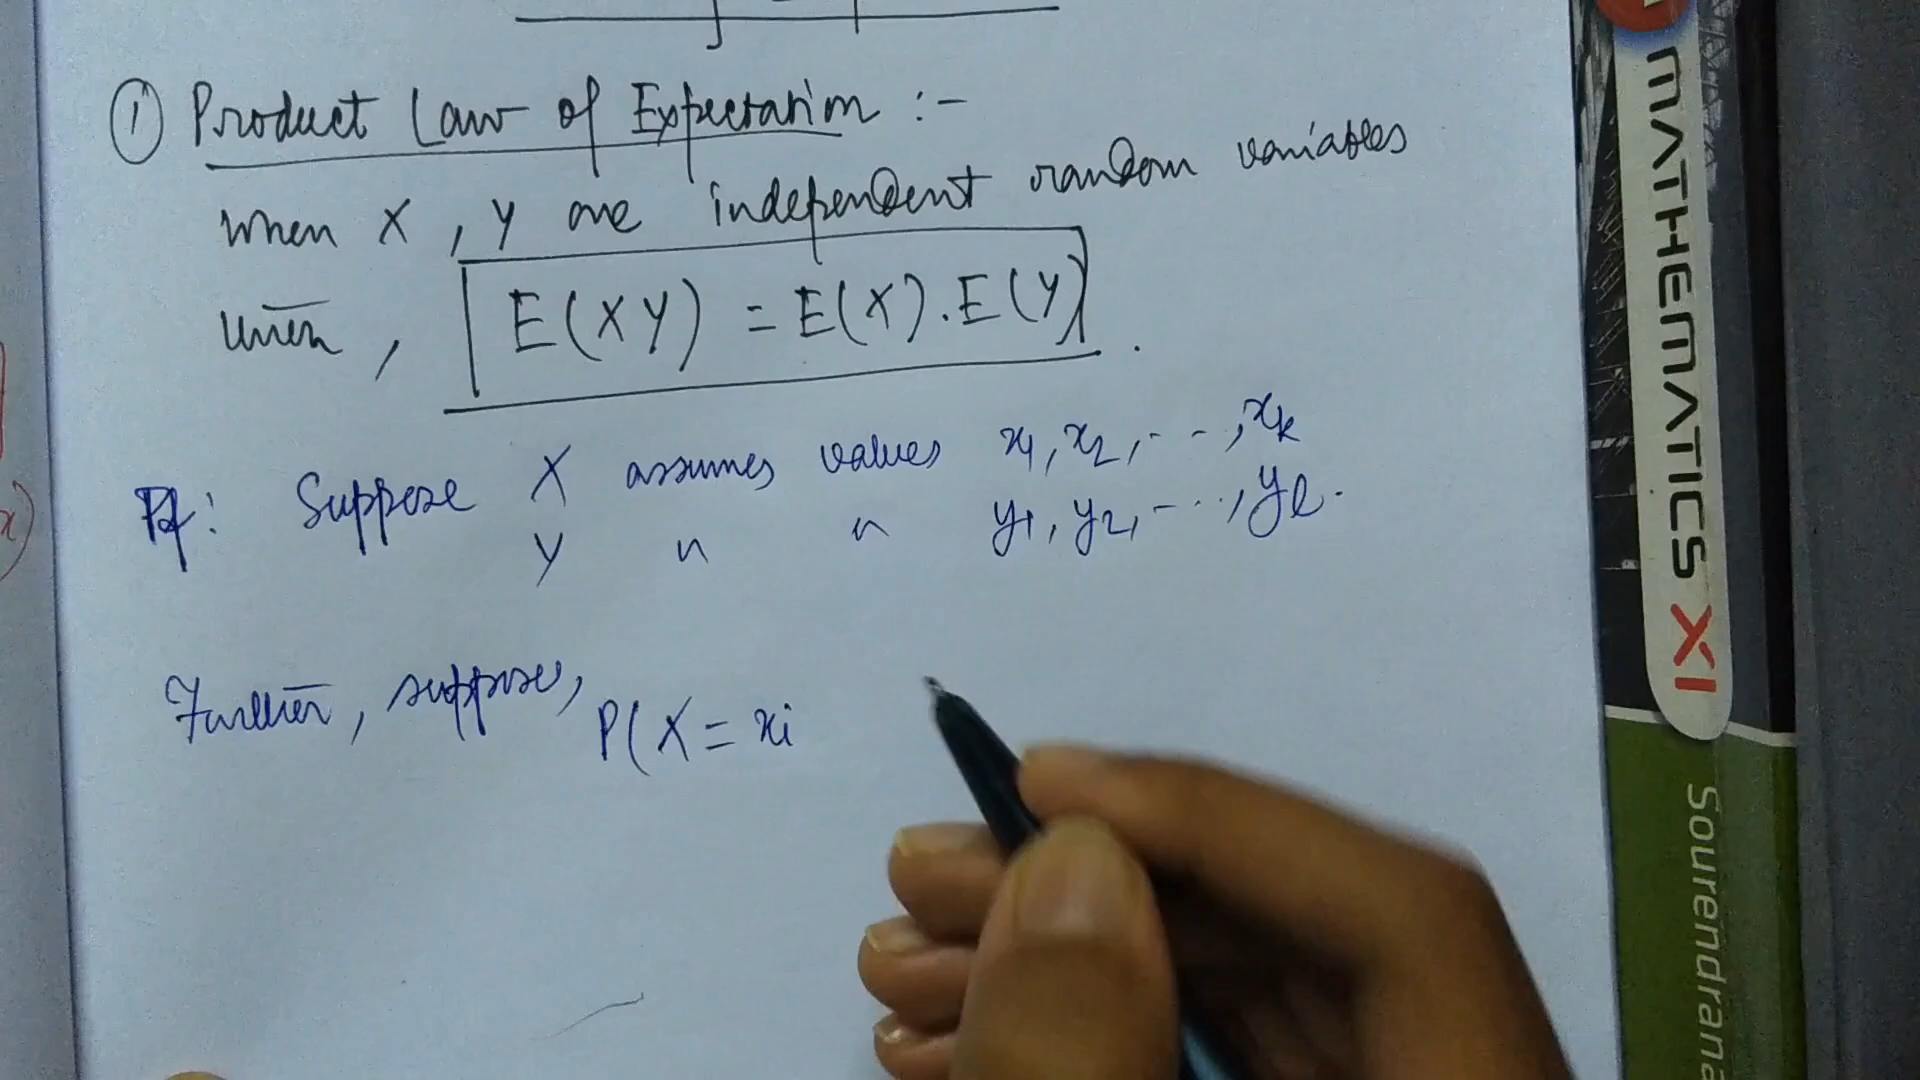 ① Product Law of Expectation :-
when X, Y are independent random variables
then, E(XY) = E(X).E(Y).
Pf: Suppose X assumes values x1, x2, - - , xk
Y " " y1, y2, - - , yl.
Further, suppose, P(X = xi
x)
MATHEMATICS XI
Sourendrana